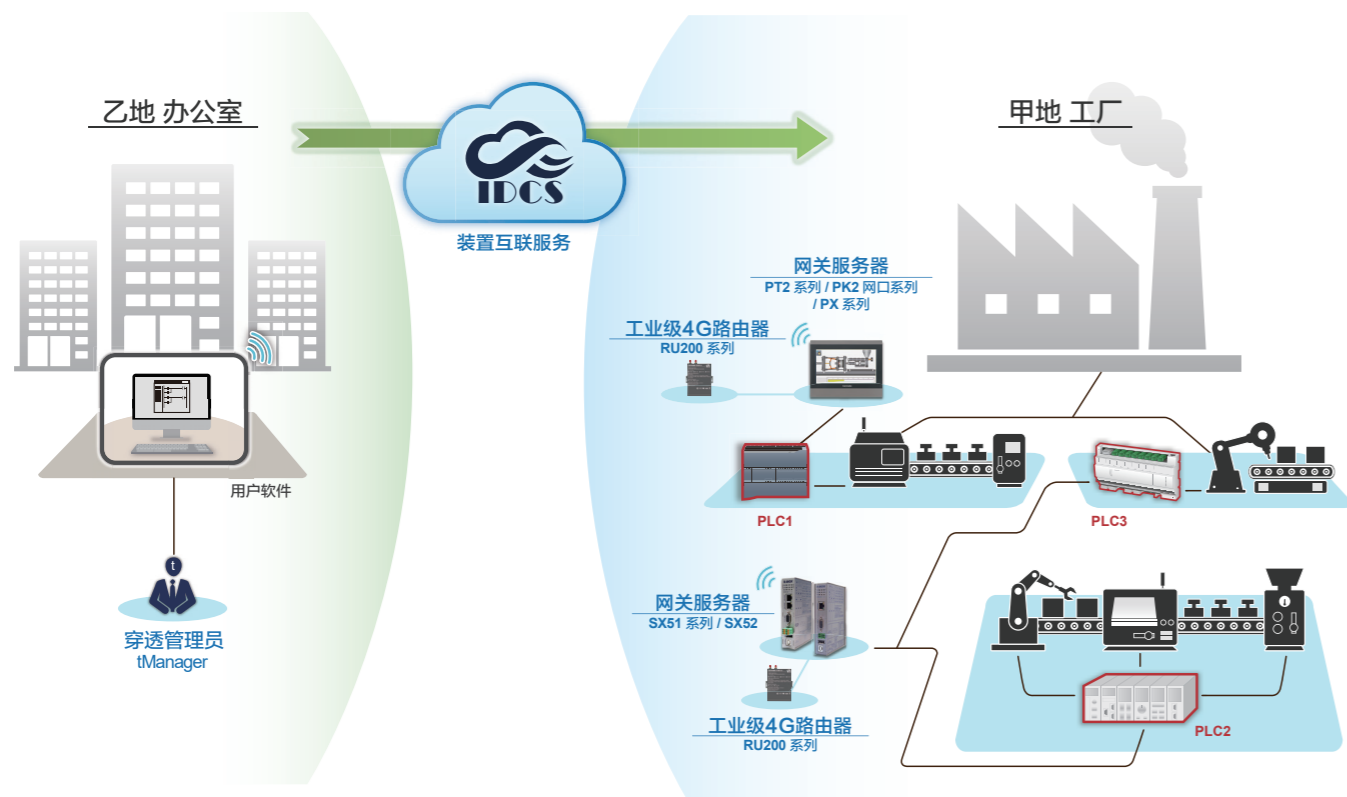 乙地 办公室
IDCS
装置互联服务
甲地 工厂
网关服务器
PT2 系列 / PK2 网口系列
/ PX 系列
工业级4G路由器
RU200 系列
用户软件
PLC1
PLC3
t
穿透管理员
tManager
网关服务器
SX51 系列 / SX52
工业级4G路由器
RU200 系列
PLC2